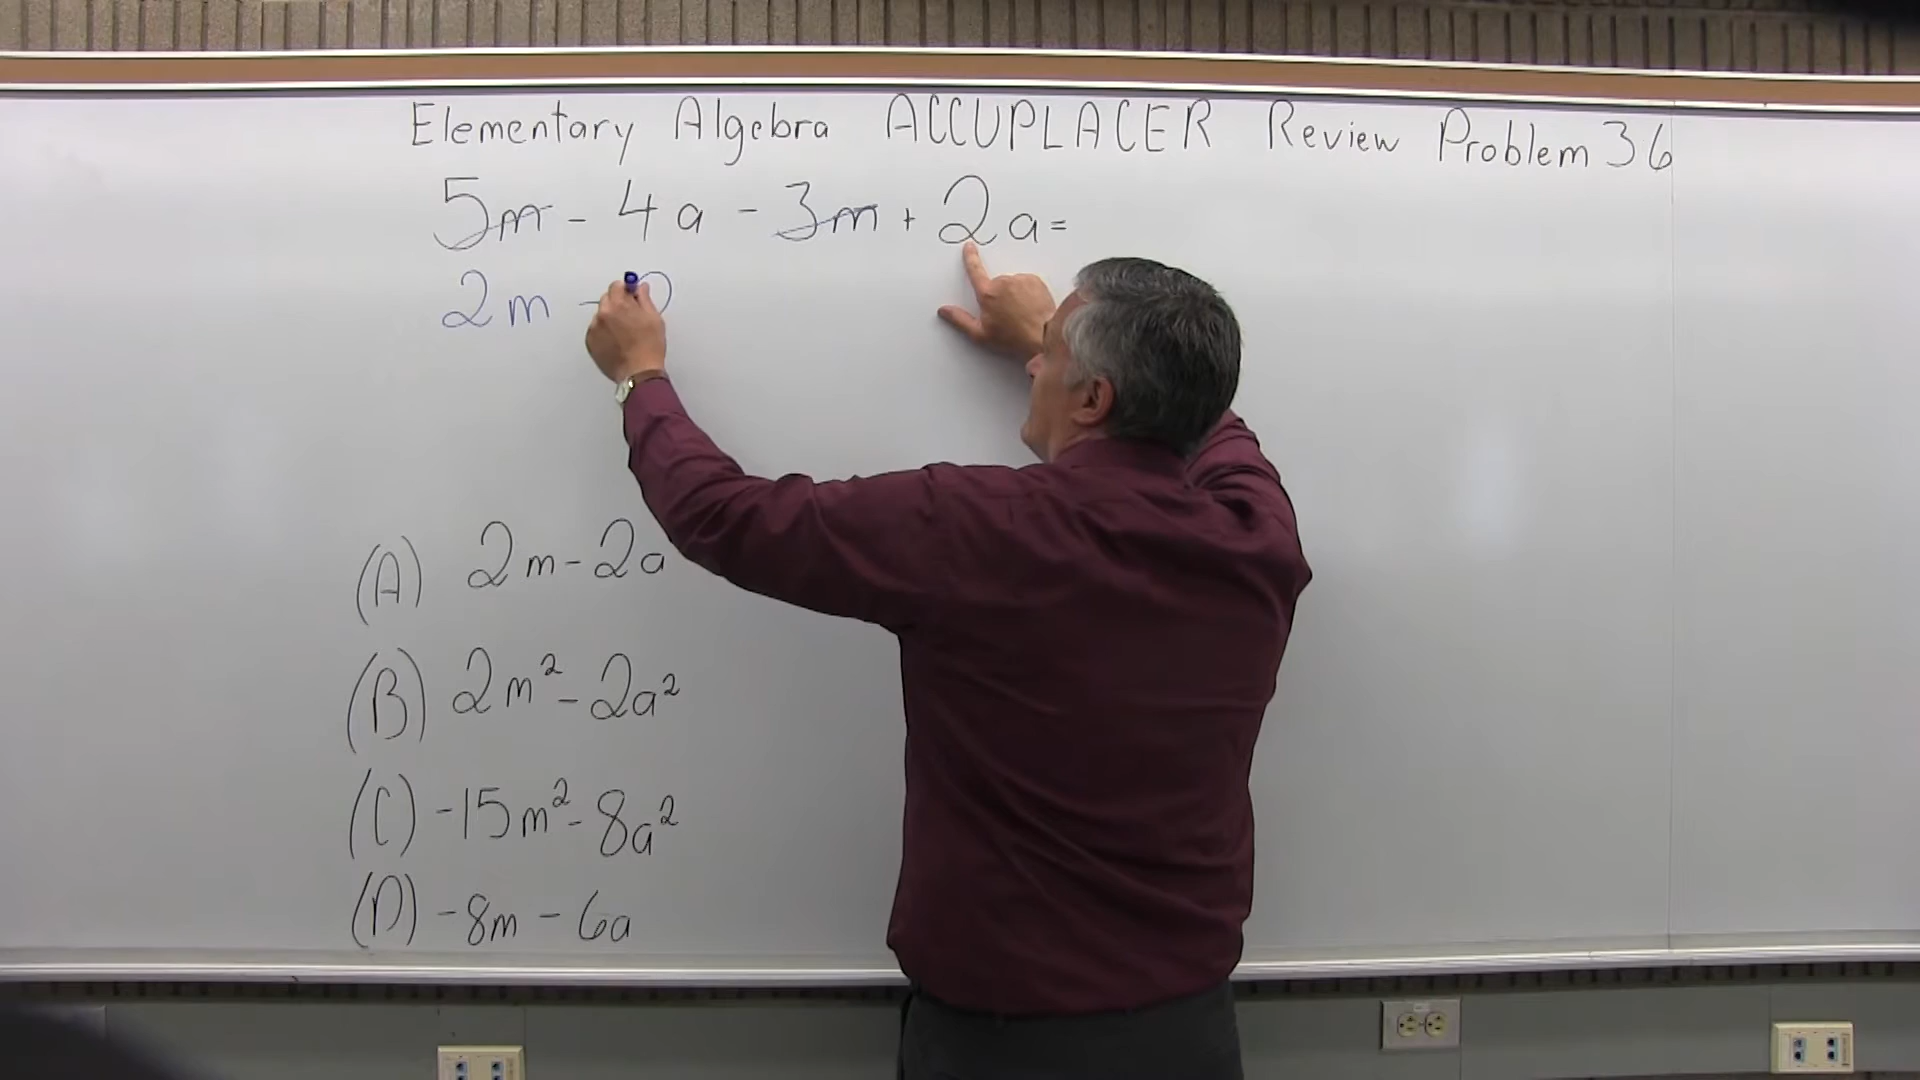 Elementary Algebra ACCUPLACER Review Problem 36
5m - 4a - 3m + 2a =
2m -
(A) 2m - 2a
(B) 2m² - 2a²
(C) -15m² - 8a²
(D) -8m - 6a